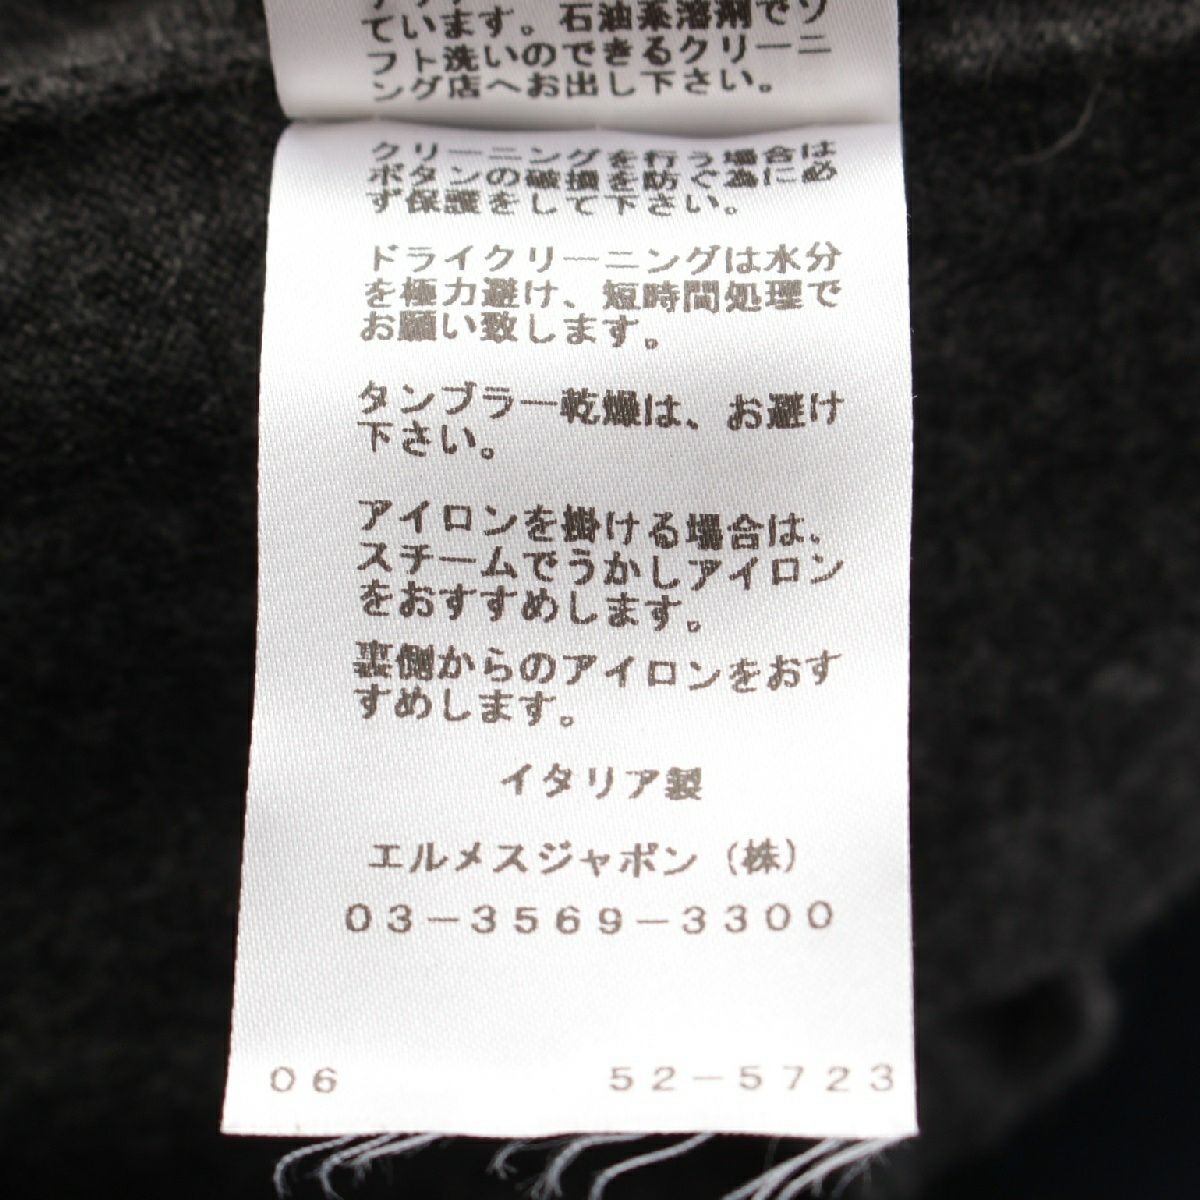 ています。石油系溶剤でソ
フト洗いのできるクリーニ
ング店へお出し下さい。
クリーニングを行う場合は
ボタンの破損を防ぐ為に必
ず保護をして下さい。
ドライクリーニングは水分
を極力避け、短時間処理で
お願い致します。
タンブラー乾燥は、お避け
下さい。
アイロンを掛ける場合は、
スチームでうかしアイロン
をおすすめします。
裏側からのアイロンをおす
すめします。
イタリア製
エルメスジャポン（株）
03-3569-3300
06 52-5723